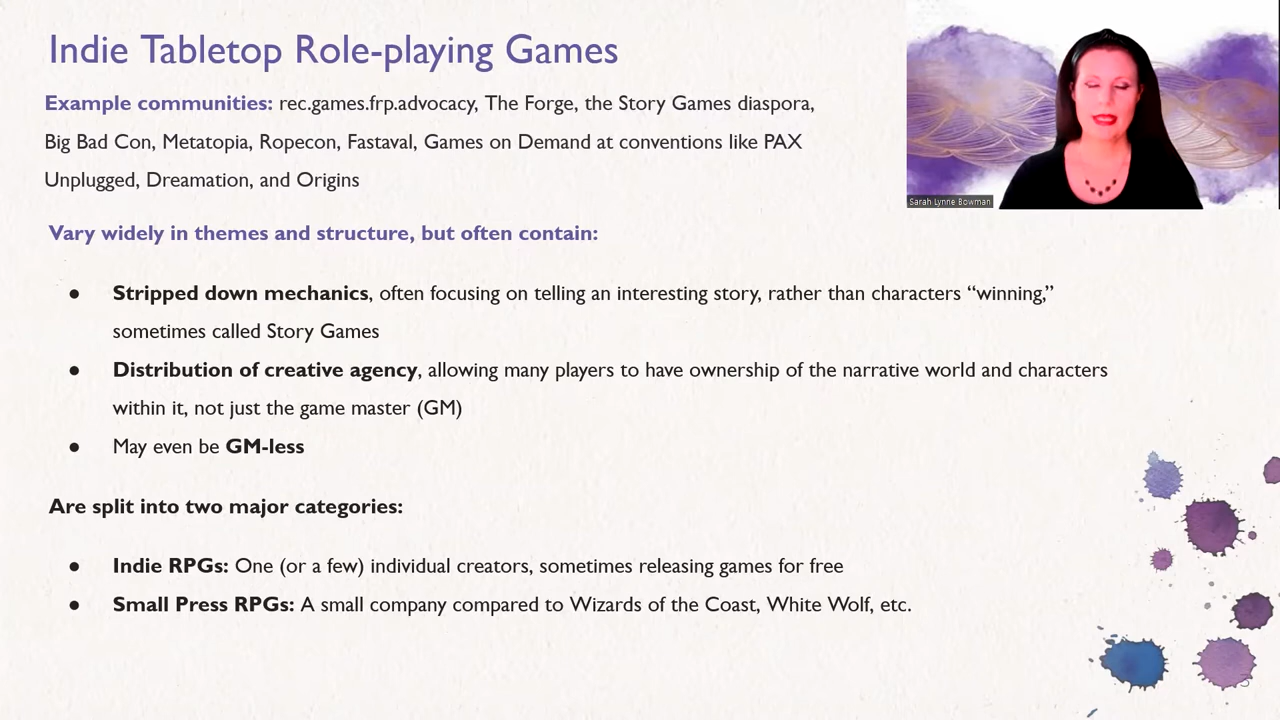 Indie Tabletop Role-playing Games
Example communities: rec.games.frp.advocacy, The Forge, the Story Games diaspora,
Big Bad Con, Metatopia, Ropecon, Fastaval, Games on Demand at conventions like PAX
Unplugged, Dreamation, and Origins
Sarah Lynne Bowman
Vary widely in themes and structure, but often contain:
● Stripped down mechanics, often focusing on telling an interesting story, rather than characters “winning,”
sometimes called Story Games
● Distribution of creative agency, allowing many players to have ownership of the narrative world and characters
within it, not just the game master (GM)
● May even be GM-less
Are split into two major categories:
● Indie RPGs: One (or a few) individual creators, sometimes releasing games for free
● Small Press RPGs: A small company compared to Wizards of the Coast, White Wolf, etc.